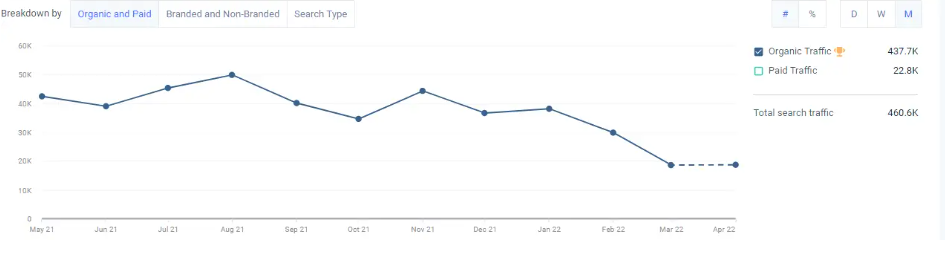 Breakdown by Organic and Paid Branded and Non-Branded Search Type # % D W M
60K
50K
40K
30K
20K
10K
0
May 21 Jun 21 Jul 21 Aug 21 Sep 21 Oct 21 Nov 21 Dec 21 Jan 22 Feb 22 Mar 22 Apr 22
Organic Traffic 437.7K
Paid Traffic 22.8K
Total search traffic 460.6K